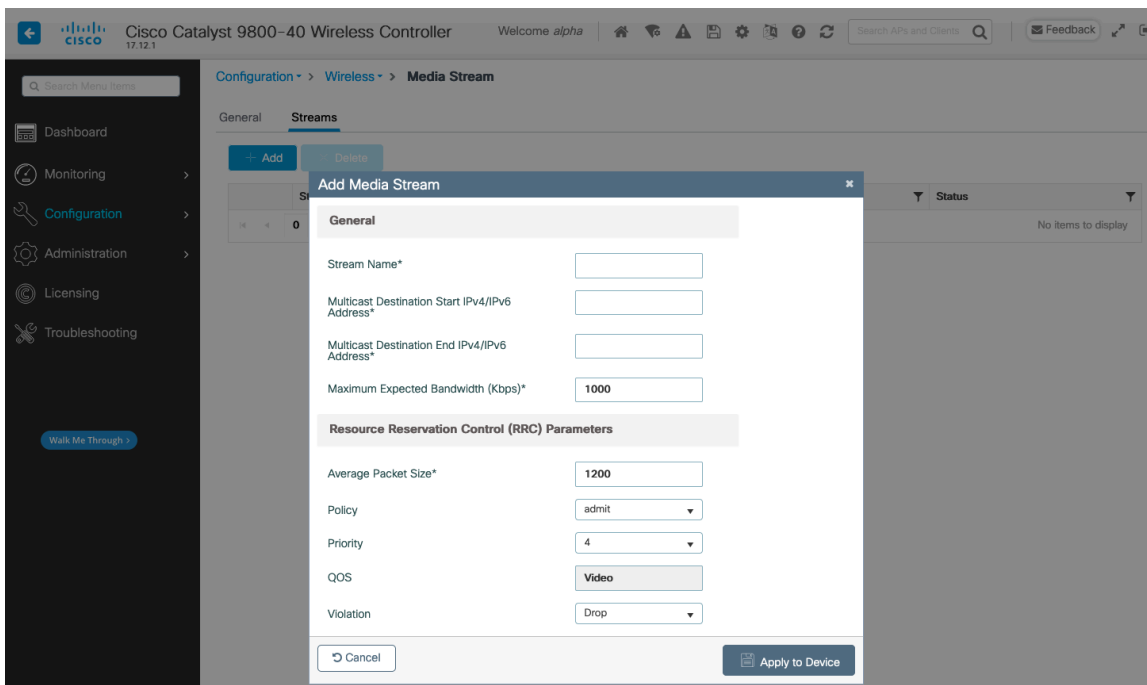 CISCO
Cisco Catalyst 9800-40 Wireless Controller
17.12.1
Welcome alpha
Search APs and Clients
Feedback
Search Menu Items
Dashboard
Monitoring
Configuration
Administration
Licensing
Troubleshooting
Walk Me Through >
Configuration > Wireless > Media Stream
General Streams
+ Add Delete
Status
0
No items to display
Add Media Stream
General
Stream Name*
Multicast Destination Start IPv4/IPv6
Address*
Multicast Destination End IPv4/IPv6
Address*
Maximum Expected Bandwidth (Kbps)* 1000
Resource Reservation Control (RRC) Parameters
Average Packet Size* 1200
Policy admit
Priority 4
QOS Video
Violation Drop
Cancel Apply to Device